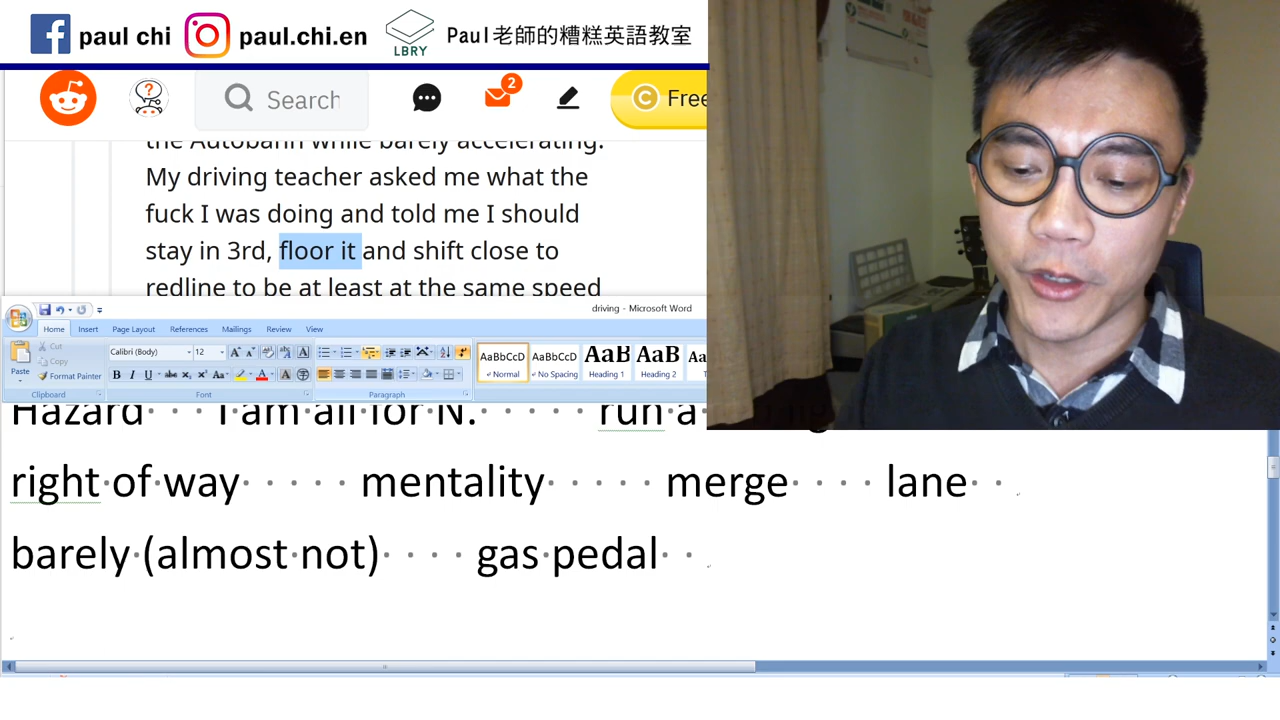 paul chi paul.chi.en LBRY Paul老師的糟糕英語教室
Search 2 Free
the Autobahn while barely accelerating.
My driving teacher asked me what the
fuck I was doing and told me I should
stay in 3rd, floor it and shift close to
redline to be at least at the same speed
driving - Microsoft Word
Home Insert Page Layout References Mailings Review View
Paste Cut Copy Format Painter Clipboard
Calibri (Body) 12 Font
Paragraph
AaBbCcD Normal AaBbCcD No Spacing AaB Heading 1 AaB Heading 2
Hazard I am all for N. run a
right of way mentality merge lane
barely (almost not) gas pedal